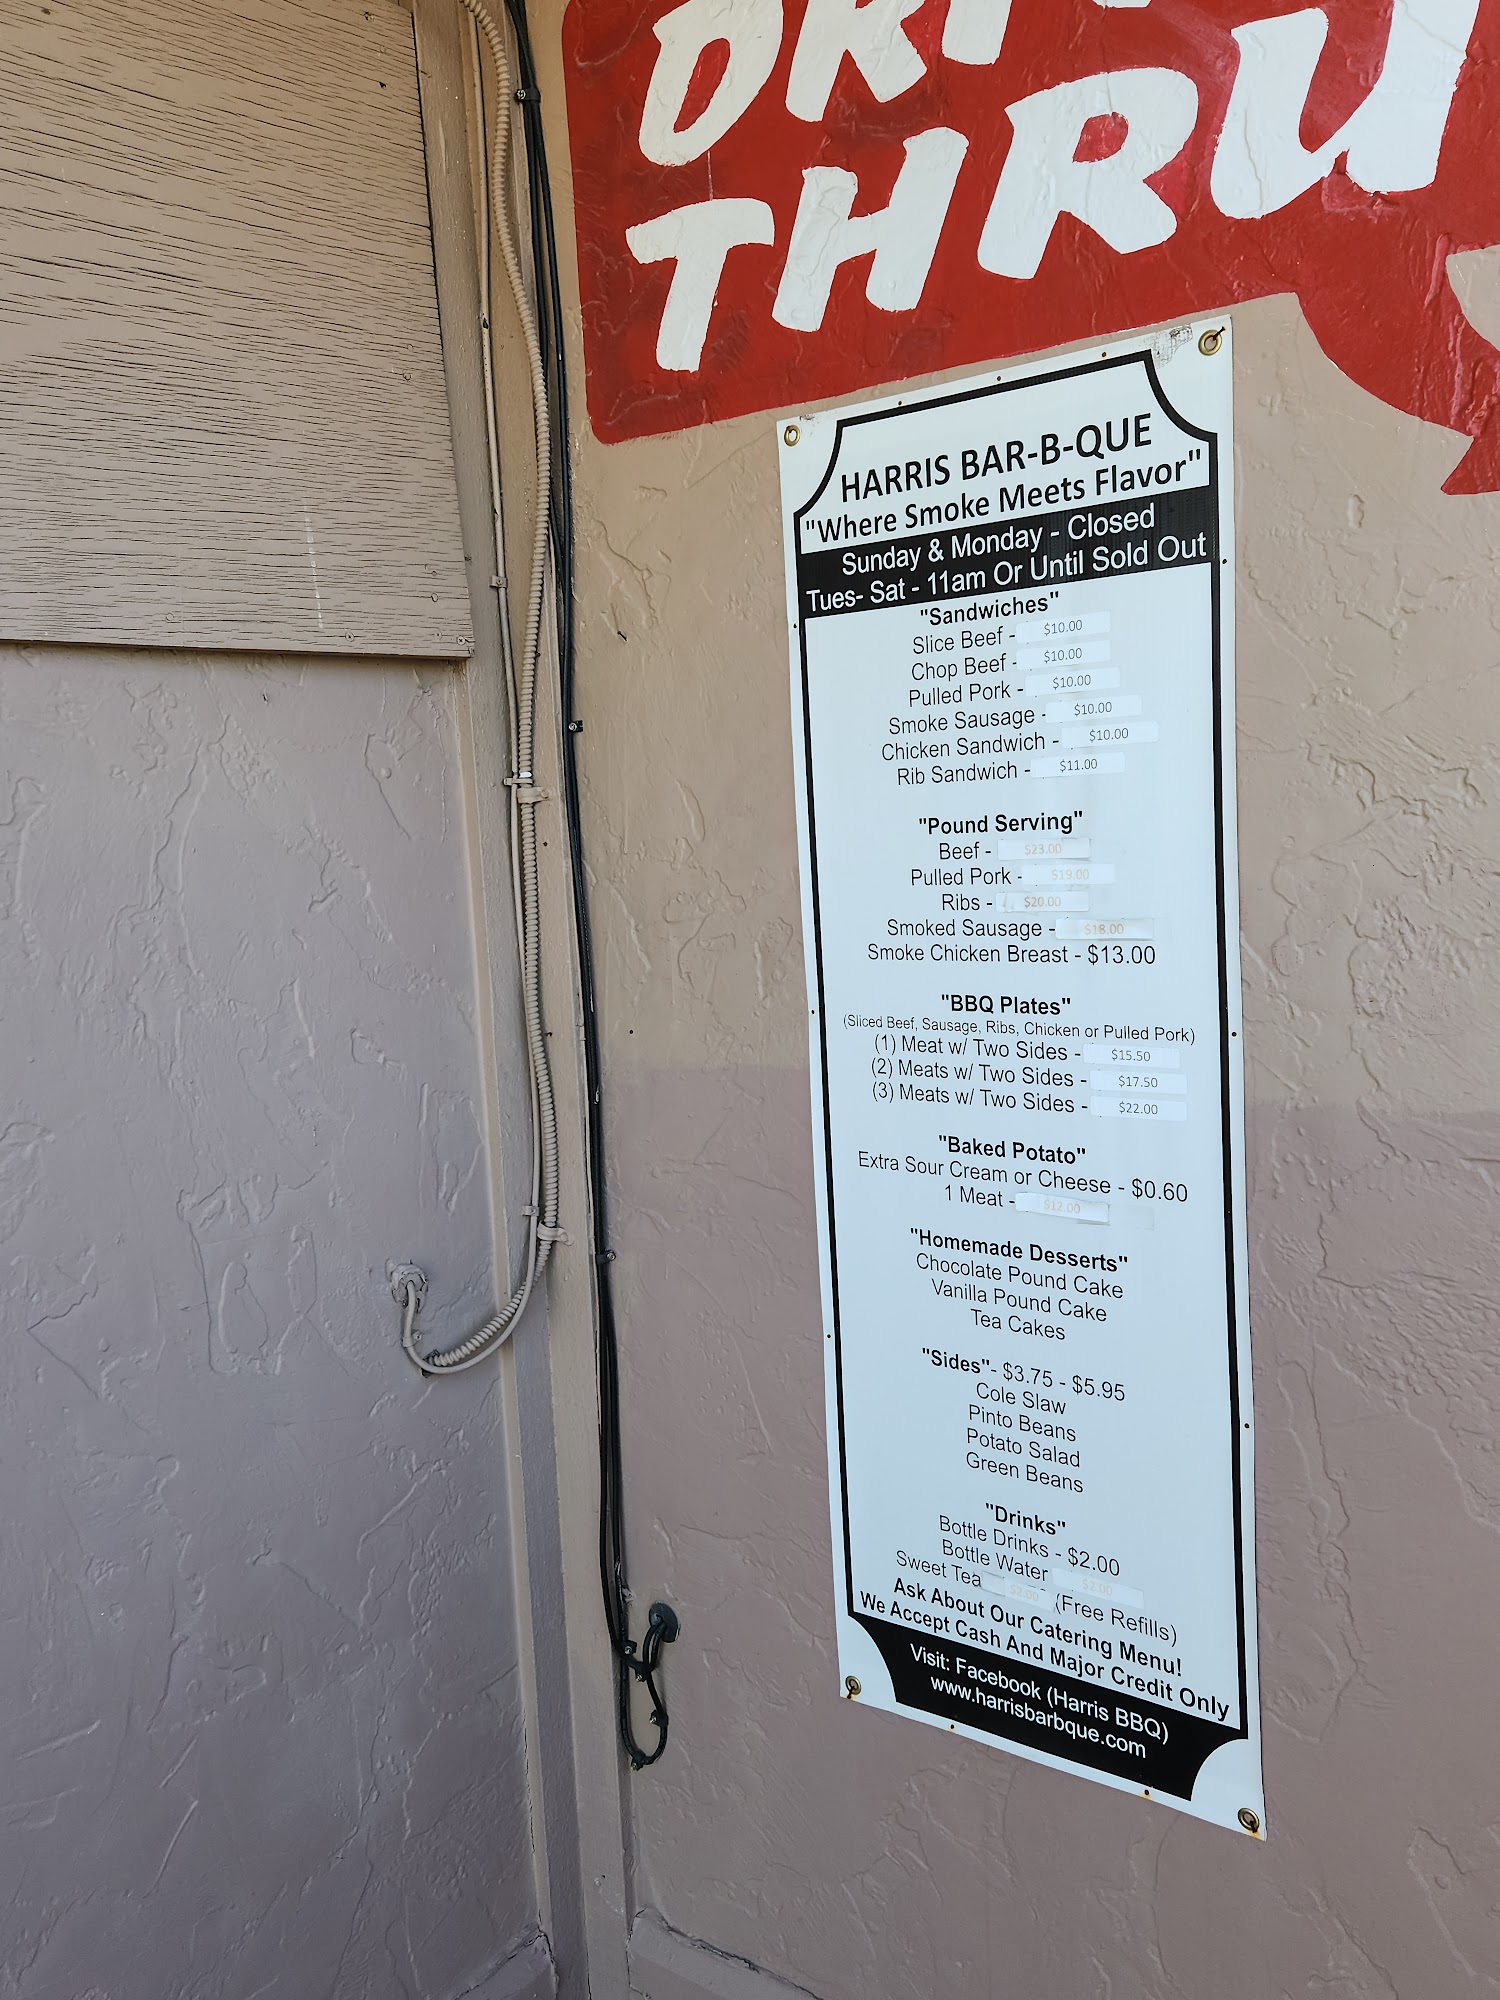 THRU
HARRIS BAR-B-QUE
"Where Smoke Meets Flavor"
Sunday & Monday - Closed
Tues- Sat - 11am Or Until Sold Out
"Sandwiches"
Slice Beef - $10.00
Chop Beef - $10.00
Pulled Pork - $10.00
Smoke Sausage - $10.00
Chicken Sandwich - $10.00
Rib Sandwich - $11.00
"Pound Serving"
Beef - $23.00
Pulled Pork - $19.00
Ribs - $20.00
Smoked Sausage - $18.00
Smoke Chicken Breast - $13.00
"BBQ Plates"
(Sliced Beef, Sausage, Ribs, Chicken or Pulled Pork)
(1) Meat w/ Two Sides - $15.50
(2) Meats w/ Two Sides - $17.50
(3) Meats w/ Two Sides - $22.00
"Baked Potato"
Extra Sour Cream or Cheese - $0.60
1 Meat - $12.00
"Homemade Desserts"
Chocolate Pound Cake
Vanilla Pound Cake
Tea Cakes
"Sides"- $3.75 - $5.95
Cole Slaw
Pinto Beans
Potato Salad
Green Beans
"Drinks"
Bottle Drinks - $2.00
Bottle Water $2.00
Sweet Tea $2.00 (Free Refills)
Ask About Our Catering Menu!
We Accept Cash And Major Credit Only
Visit: Facebook (Harris BBQ)
www.harrisbarbque.com